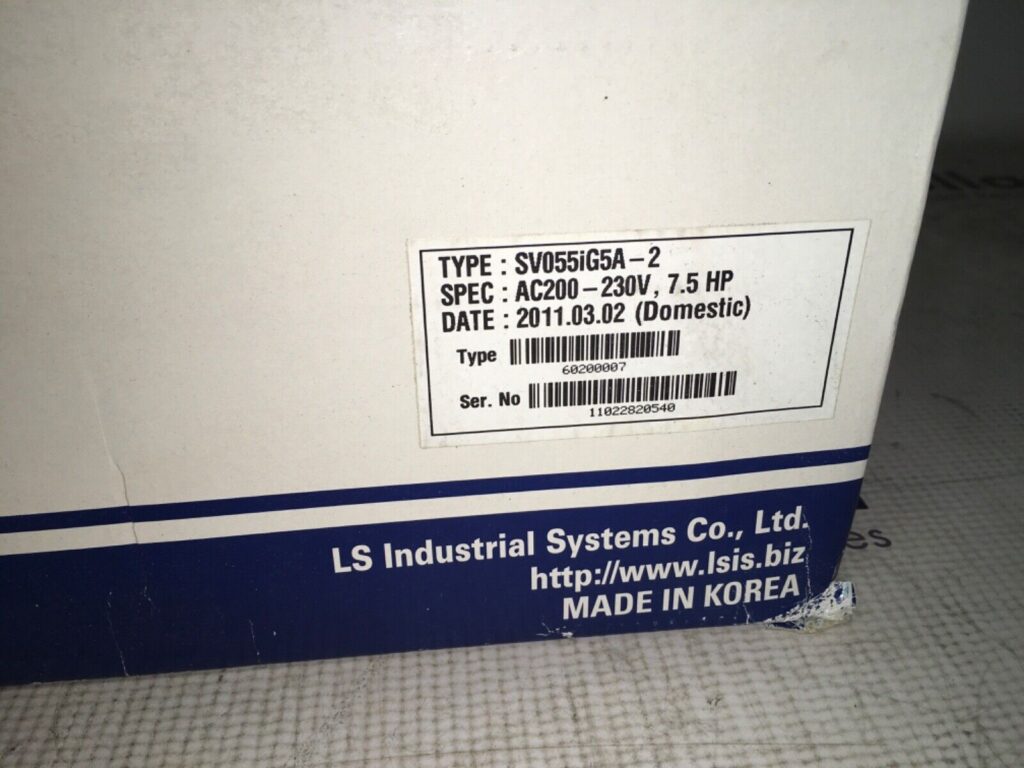 TYPE : SV055iG5A-2
SPEC : AC200-230V, 7.5 HP
DATE : 2011.03.02 (Domestic)
Type
60200007
Ser. No
11022820540
LS Industrial Systems Co., Ltd.
http://www.lsis.biz
MADE IN KOREA